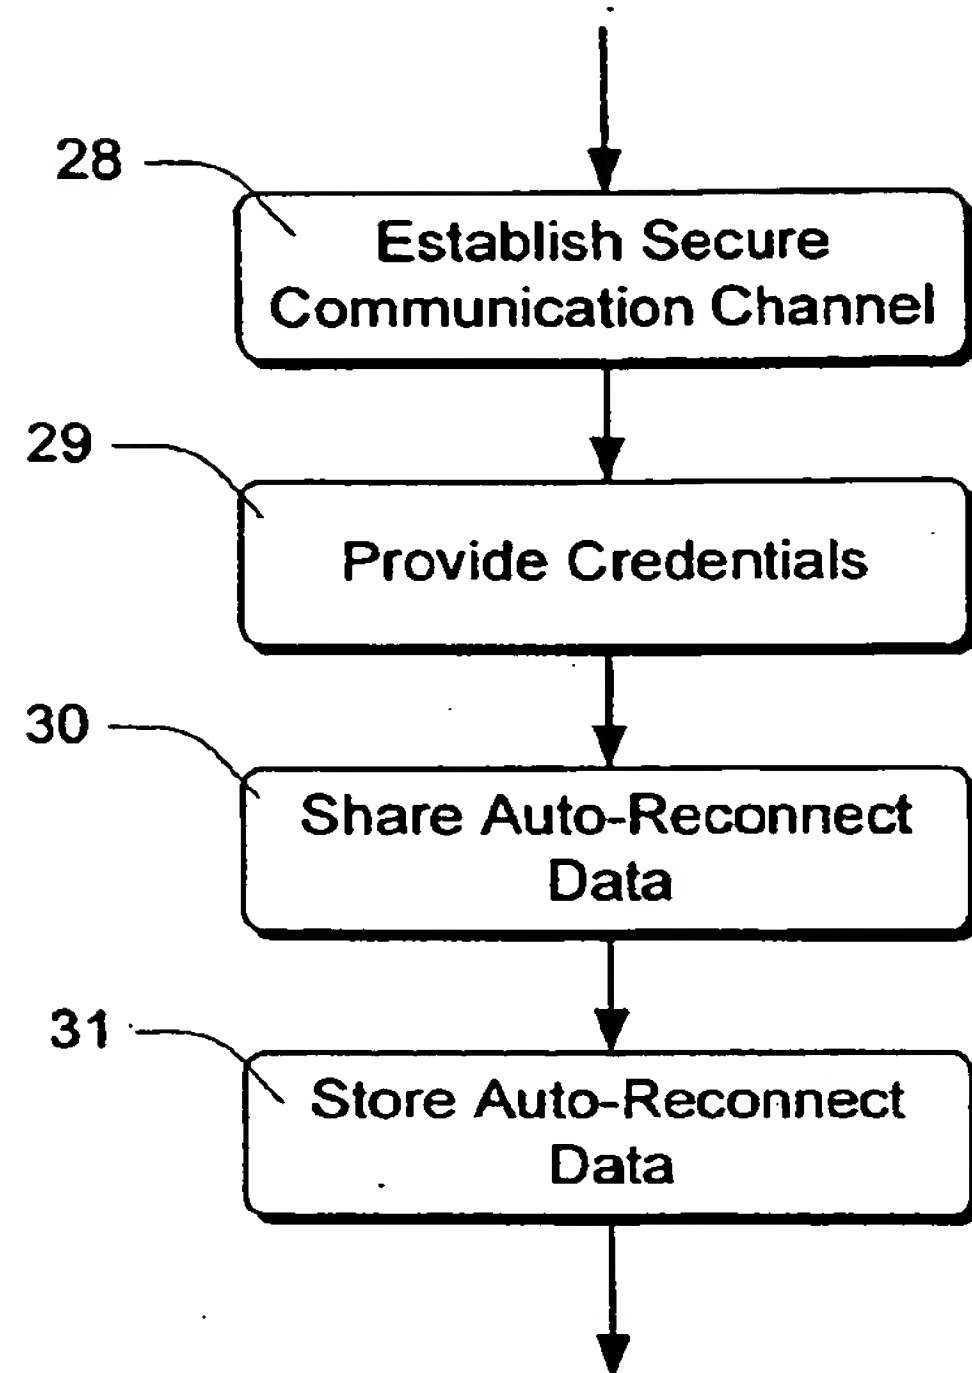 28
Establish Secure
Communication Channel
29
Provide Credentials
30
Share Auto-Reconnect
Data
31
Store Auto-Reconnect
Data